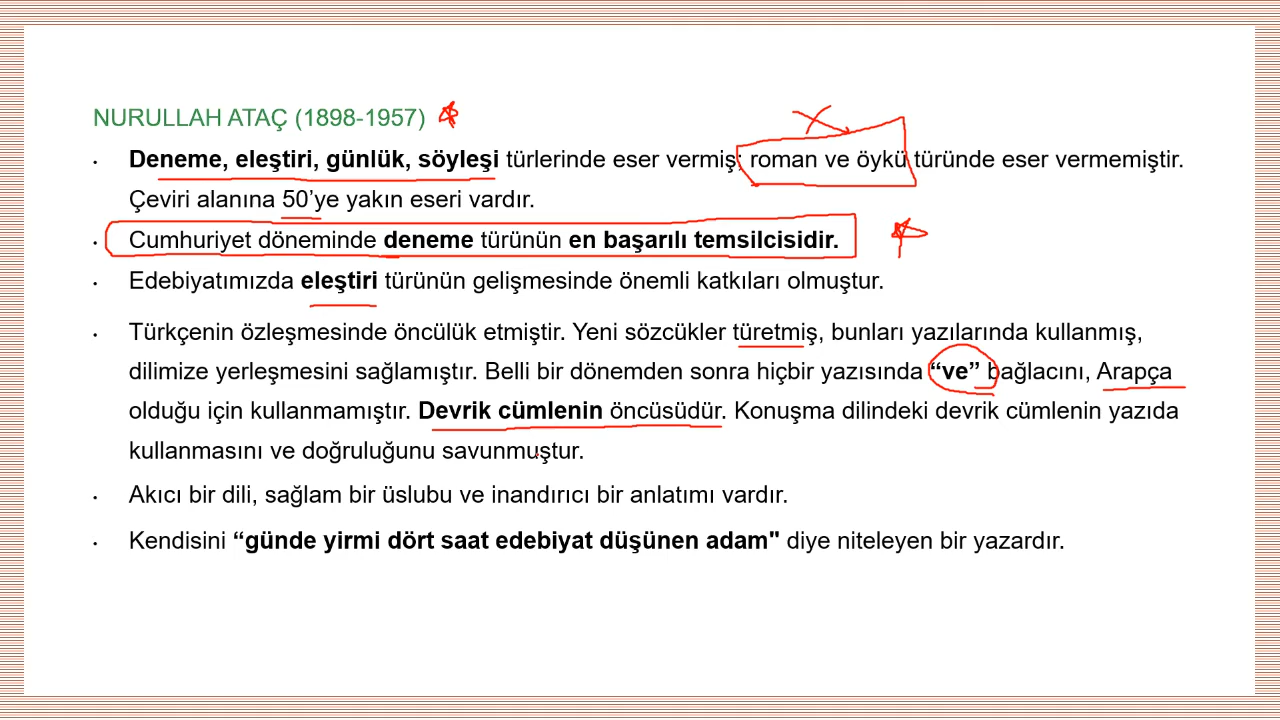 NURULLAH ATAÇ (1898-1957)
• Deneme, eleştiri, günlük, söyleşi türlerinde eser vermiş; roman ve öykü türünde eser vermemiştir.
Çeviri alanına 50’ye yakın eseri vardır.
• Cumhuriyet döneminde deneme türünün en başarılı temsilcisidir.
• Edebiyatımızda eleştiri türünün gelişmesinde önemli katkıları olmuştur.
• Türkçenin özleşmesinde öncülük etmiştir. Yeni sözcükler türetmiş, bunları yazılarında kullanmış,
dilimize yerleşmesini sağlamıştır. Belli bir dönemden sonra hiçbir yazısında “ve” bağlacını, Arapça
olduğu için kullanmamıştır. Devrik cümlenin öncüsüdür. Konuşma dilindeki devrik cümlenin yazıda
kullanmasını ve doğruluğunu savunmuştur.
• Akıcı bir dili, sağlam bir üslubu ve inandırıcı bir anlatımı vardır.
• Kendisini “günde yirmi dört saat edebiyat düşünen adam" diye niteleyen bir yazardır.